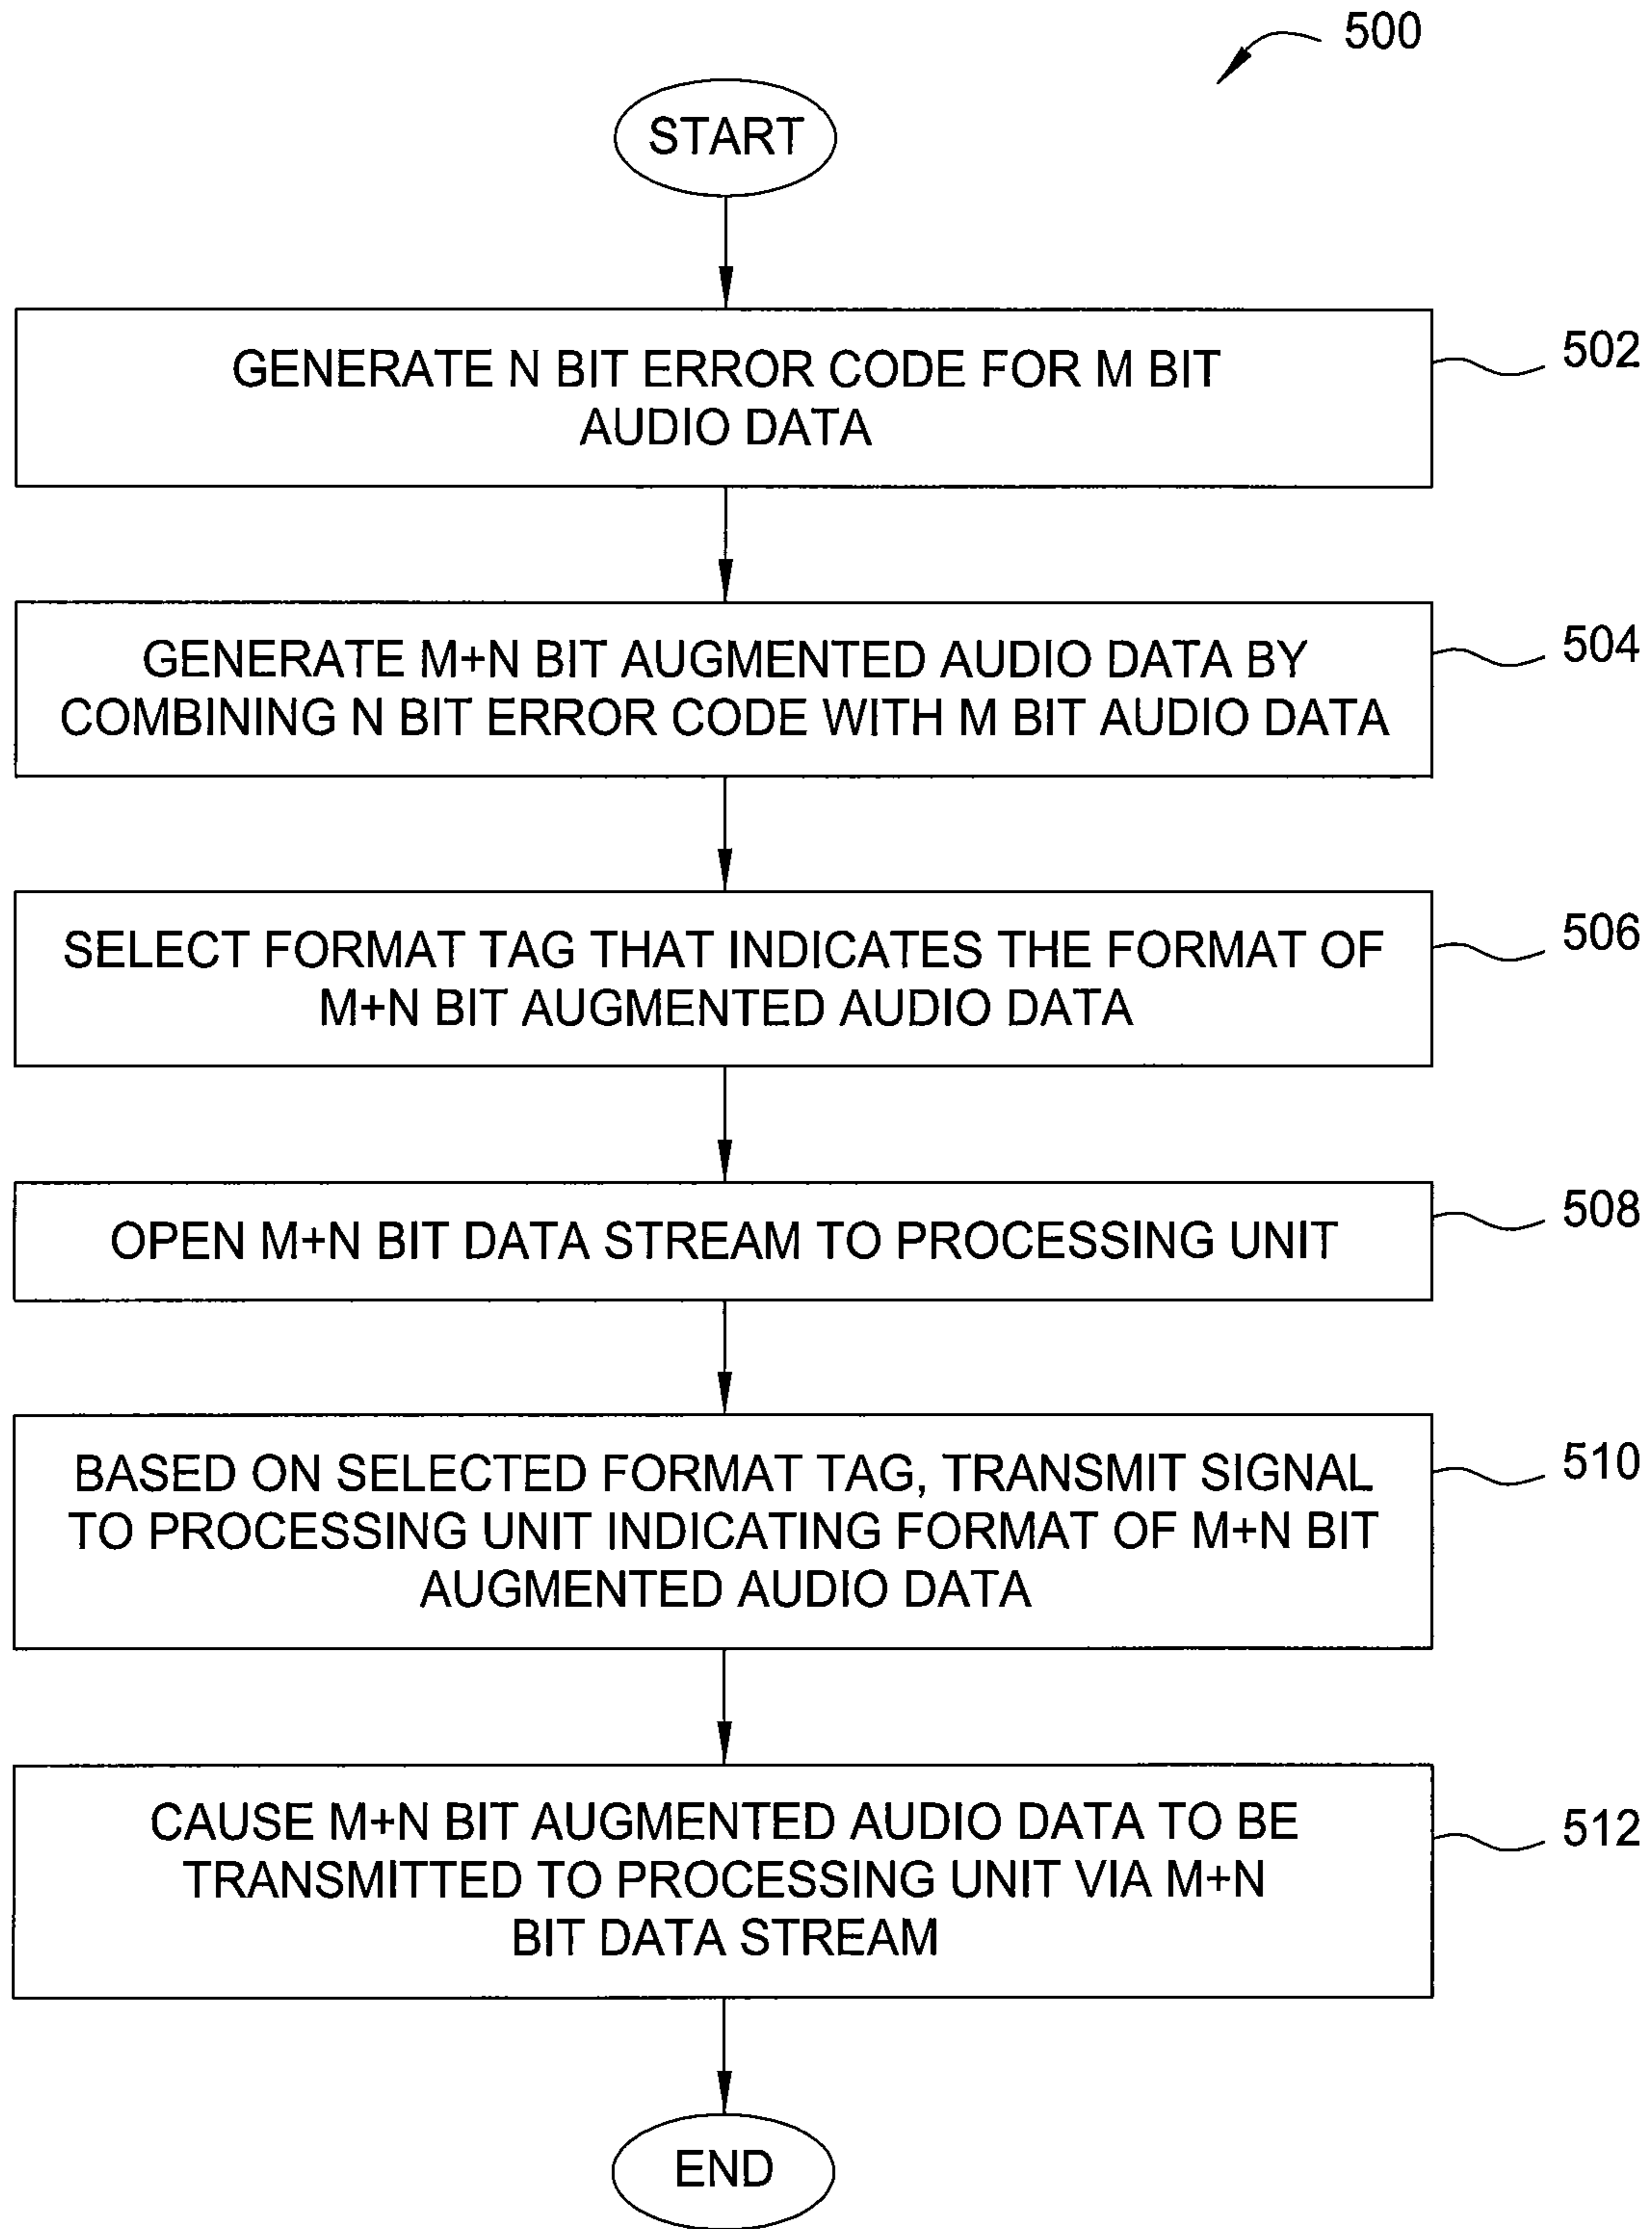 500
START
GENERATE N BIT ERROR CODE FOR M BIT
AUDIO DATA
502
GENERATE M+N BIT AUGMENTED AUDIO DATA BY
COMBINING N BIT ERROR CODE WITH M BIT AUDIO DATA
504
SELECT FORMAT TAG THAT INDICATES THE FORMAT OF
M+N BIT AUGMENTED AUDIO DATA
506
OPEN M+N BIT DATA STREAM TO PROCESSING UNIT
508
BASED ON SELECTED FORMAT TAG, TRANSMIT SIGNAL
TO PROCESSING UNIT INDICATING FORMAT OF M+N BIT
AUGMENTED AUDIO DATA
510
CAUSE M+N BIT AUGMENTED AUDIO DATA TO BE
TRANSMITTED TO PROCESSING UNIT VIA M+N
BIT DATA STREAM
512
END